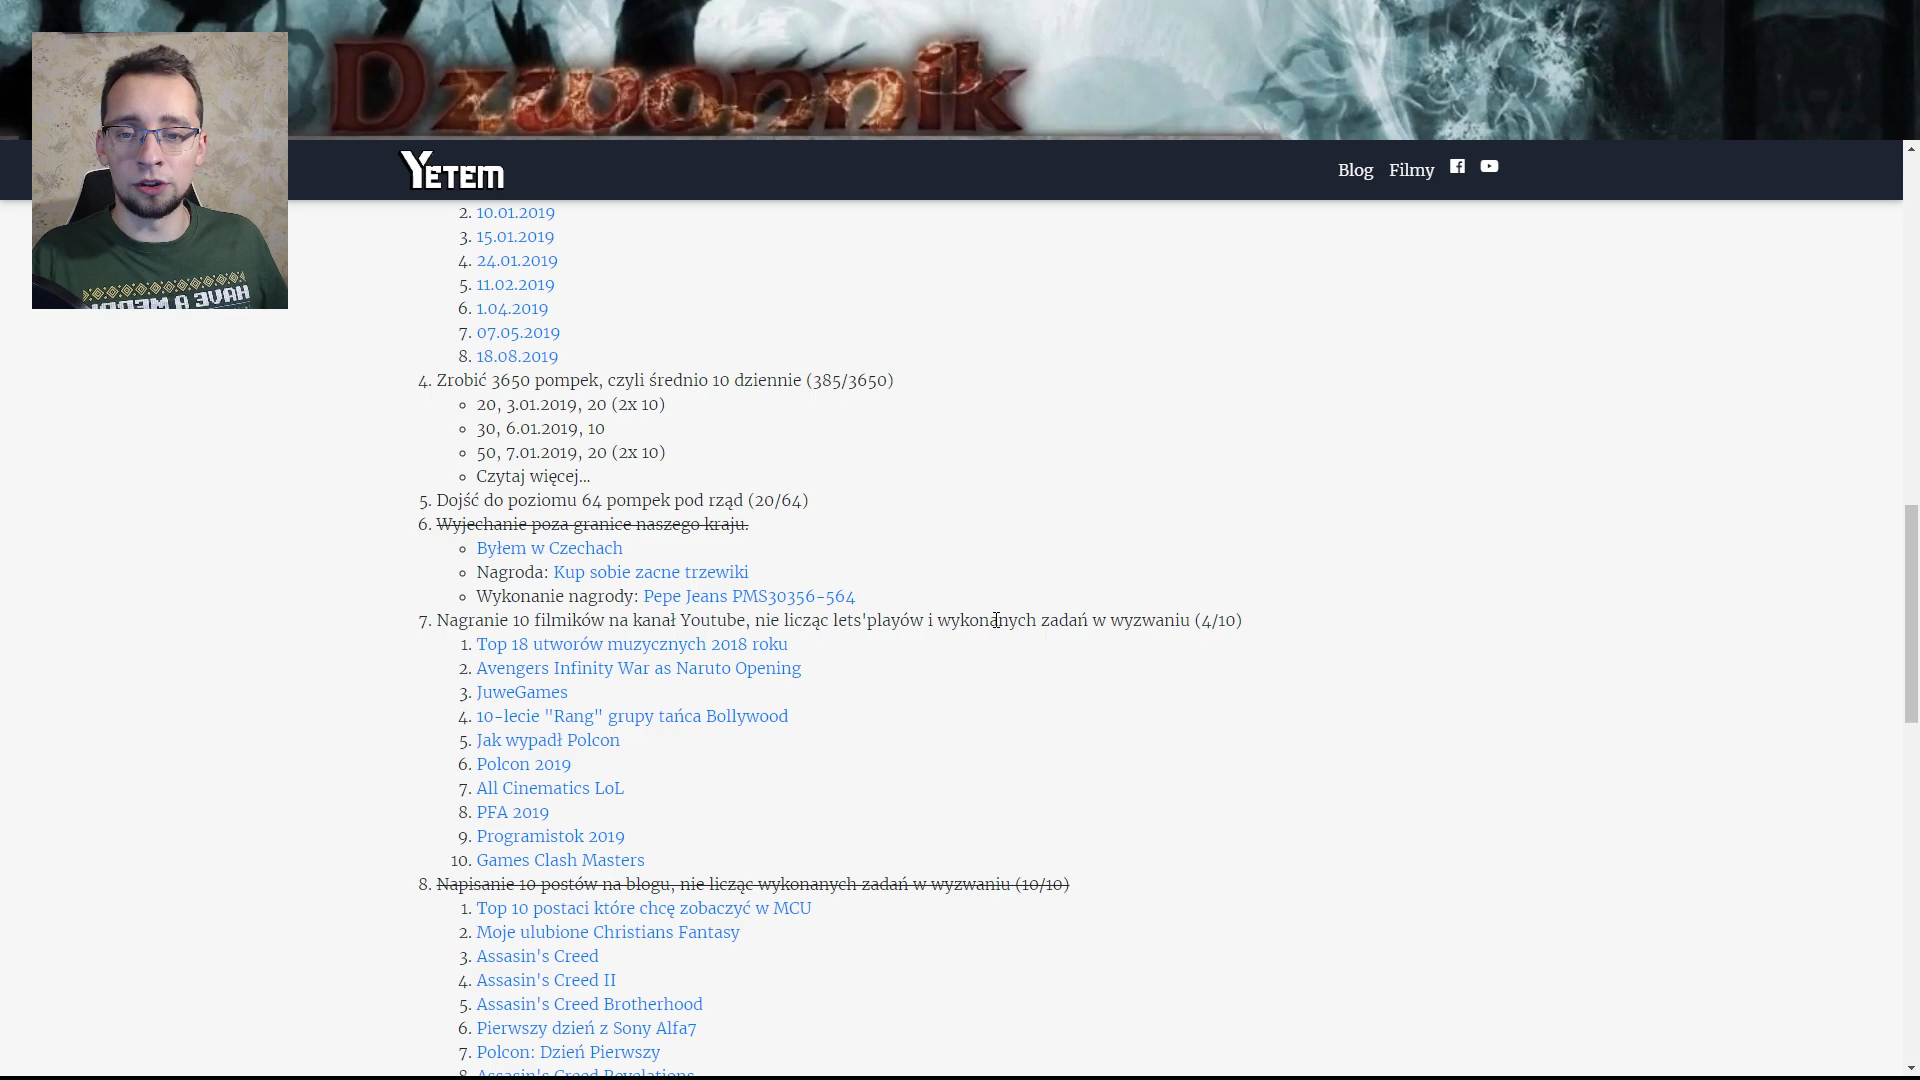 Dzwonnik
YETEM
Blog Filmy
2. 10.01.2019
3. 15.01.2019
4. 24.01.2019
5. 11.02.2019
6. 1.04.2019
7. 07.05.2019
8. 18.08.2019
4. Zrobić 3650 pompek, czyli średnio 10 dziennie (385/3650)
20, 3.01.2019, 20 (2x 10)
30, 6.01.2019, 10
50, 7.01.2019, 20 (2x 10)
Czytaj więcej...
5. Dojść do poziomu 64 pompek pod rząd (20/64)
6. Wyjechanie poza granice naszego kraju.
Byłem w Czechach
Nagroda: Kup sobie zacne trzewiki
Wykonanie nagrody: Pepe Jeans PMS30356-564
7. Nagranie 10 filmików na kanał Youtube, nie licząc lets'playów i wykonanych zadań w wyzwaniu (4/10)
1. Top 18 utworów muzycznych 2018 roku
2. Avengers Infinity War as Naruto Opening
3. JuweGames
4. 10-lecie "Rang" grupy tańca Bollywood
5. Jak wypadł Polcon
6. Polcon 2019
7. All Cinematics LoL
8. PFA 2019
9. Programistok 2019
10. Games Clash Masters
8. Napisanie 10 postów na blogu, nie licząc wykonanych zadań w wyzwaniu (10/10)
1. Top 10 postaci które chcę zobaczyć w MCU
2. Moje ulubione Christians Fantasy
3. Assasin's Creed
4. Assasin's Creed II
5. Assasin's Creed Brotherhood
6. Pierwszy dzień z Sony Alfa7
7. Polcon: Dzień Pierwszy
8. Assasin's Creed Revelations